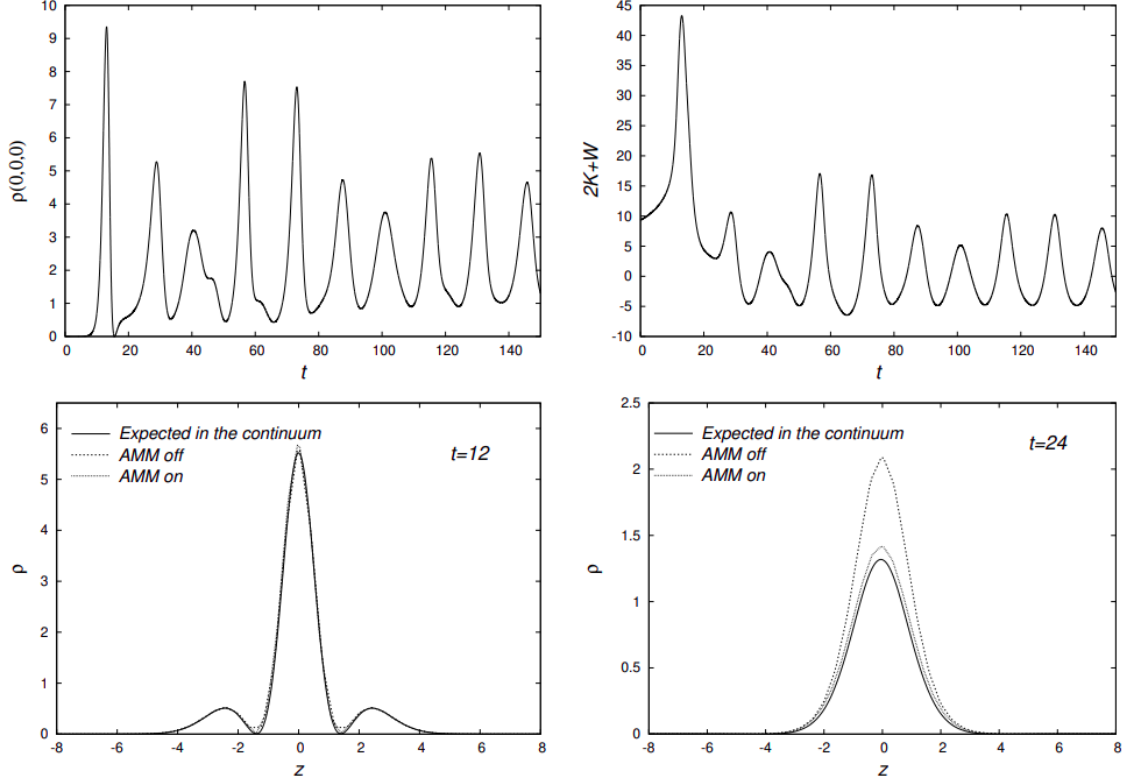 10
9
8
7
6
5
4
3
2
1
0
ρ(0,0,0)
0 20 40 60 80 100 120 140
t
45
40
35
30
25
20
15
10
5
0
-5
-10
2K+W
0 20 40 60 80 100 120 140
t
6
5
4
3
2
1
0
ρ
Expected in the continuum
AMM off
AMM on
t=12
-8 -6 -4 -2 0 2 4 6 8
z
2.5
2
1.5
1
0.5
0
ρ
Expected in the continuum
AMM off
AMM on
t=24
-8 -6 -4 -2 0 2 4 6 8
z